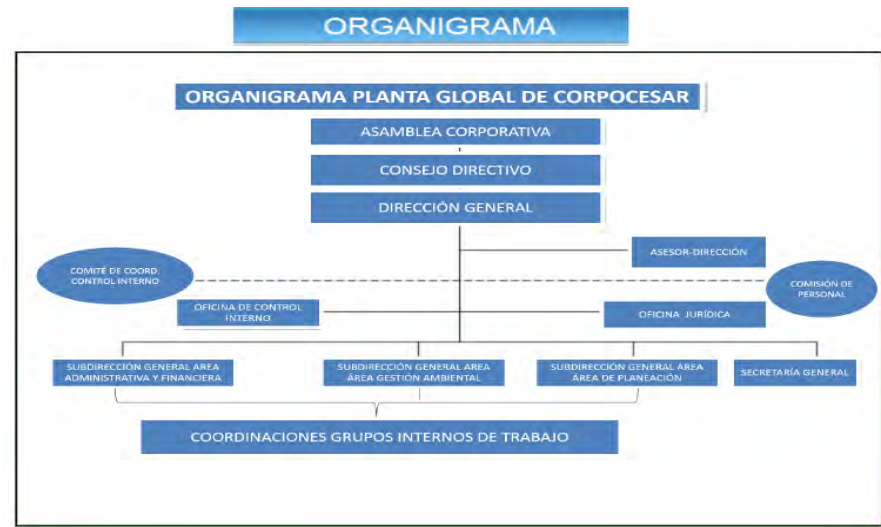 ORGANIGRAMA
ORGANIGRAMA PLANTA GLOBAL DE CORPOCESAR
ASAMBLEA CORPORATIVA
CONSEJO DIRECTIVO
DIRECCIÓN GENERAL
ASESOR-DIRECCIÓN
COMITÉ DE COORD.
CONTROL INTERNO
COMISIÓN DE
PERSONAL
OFICINA DE CONTROL
INTERNO
OFICINA JURÍDICA
SUBDIRECCIÓN GENERAL AREA
ADMINISTRATIVA Y FINANCIERA
SUBDIRECCIÓN GENERAL AREA
ÁREA GESTIÓN AMBIENTAL
SUBDIRECCIÓN GENERAL AREA
ÁREA DE PLANEACIÓN
SECRETARÍA GENERAL
COORDINACIONES GRUPOS INTERNOS DE TRABAJO